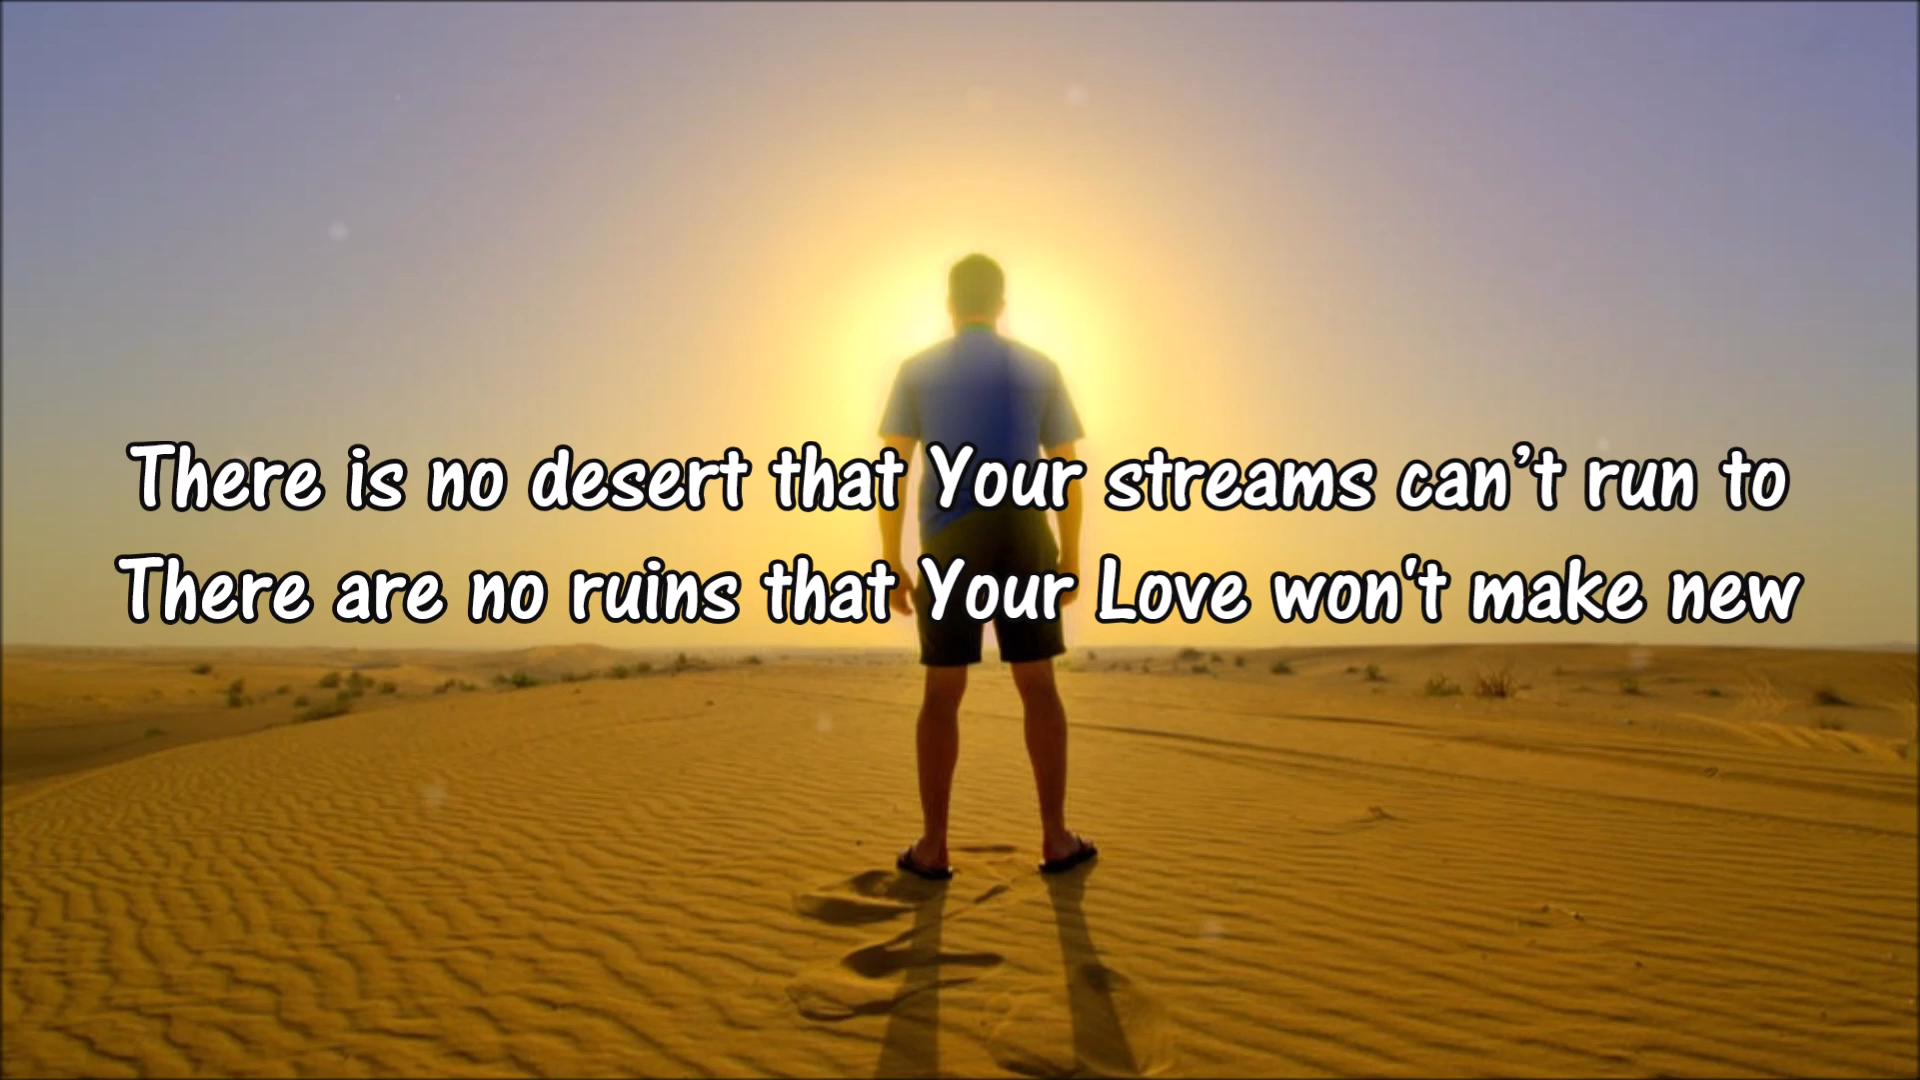 There is no desert that Your streams can’t run to
There are no ruins that Your Love won't make new